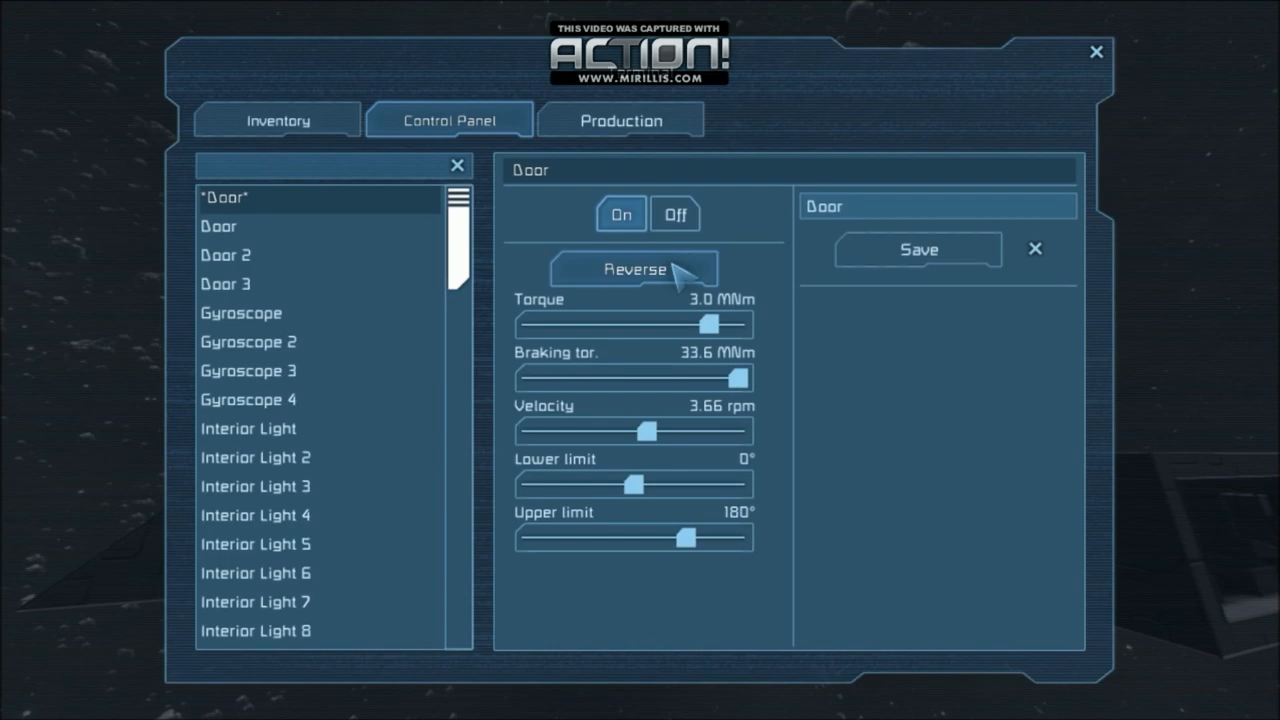 THIS VIDEO WAS CAPTURED WITH
ACTION!
WWW.MIRILLIS.COM
Inventory
Control Panel
Production
*Door*
Door
Door 2
Door 3
Gyroscope
Gyroscope 2
Gyroscope 3
Gyroscope 4
Interior Light
Interior Light 2
Interior Light 3
Interior Light 4
Interior Light 5
Interior Light 6
Interior Light 7
Interior Light 8
Door
On
Off
Reverse
Torque 3.0 MNm
Braking tor. 33.6 MNm
Velocity 3.66 rpm
Lower limit 0°
Upper limit 180°
Door
Save